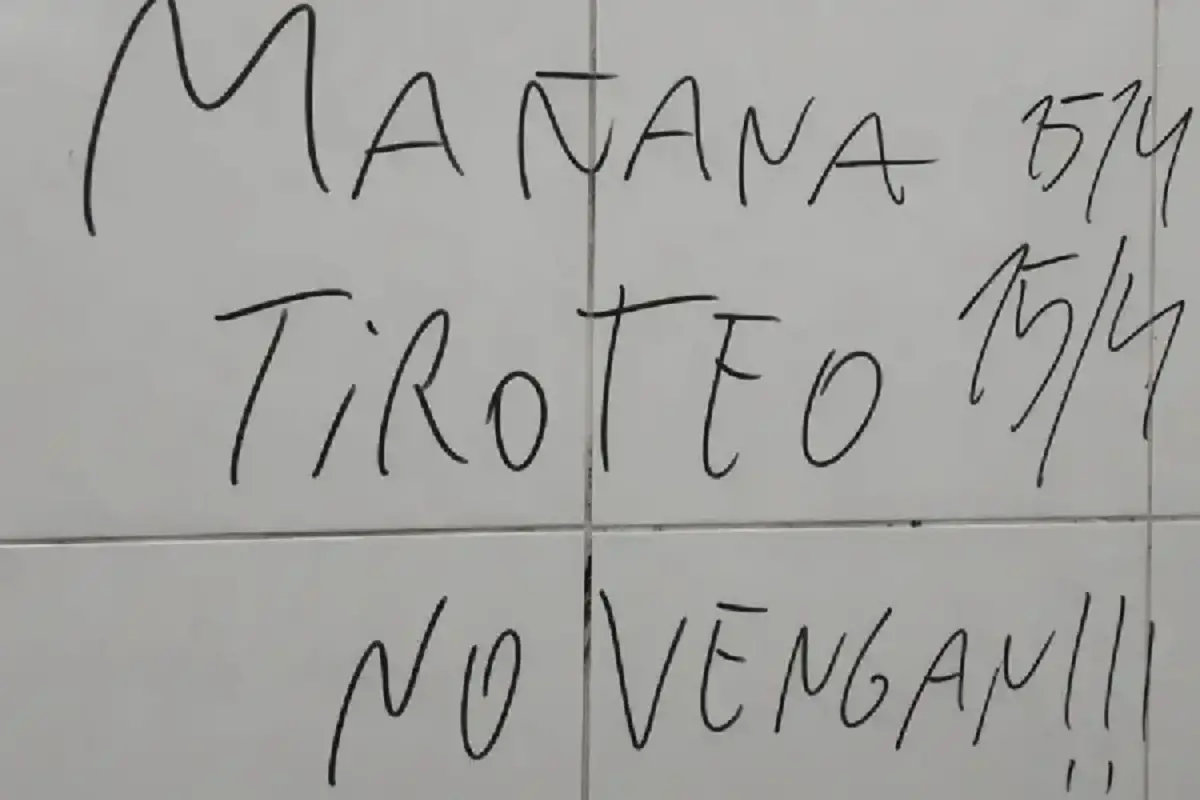 MAÑANA 15/4
TiROTEO 15/4
NO VENGAN!!!